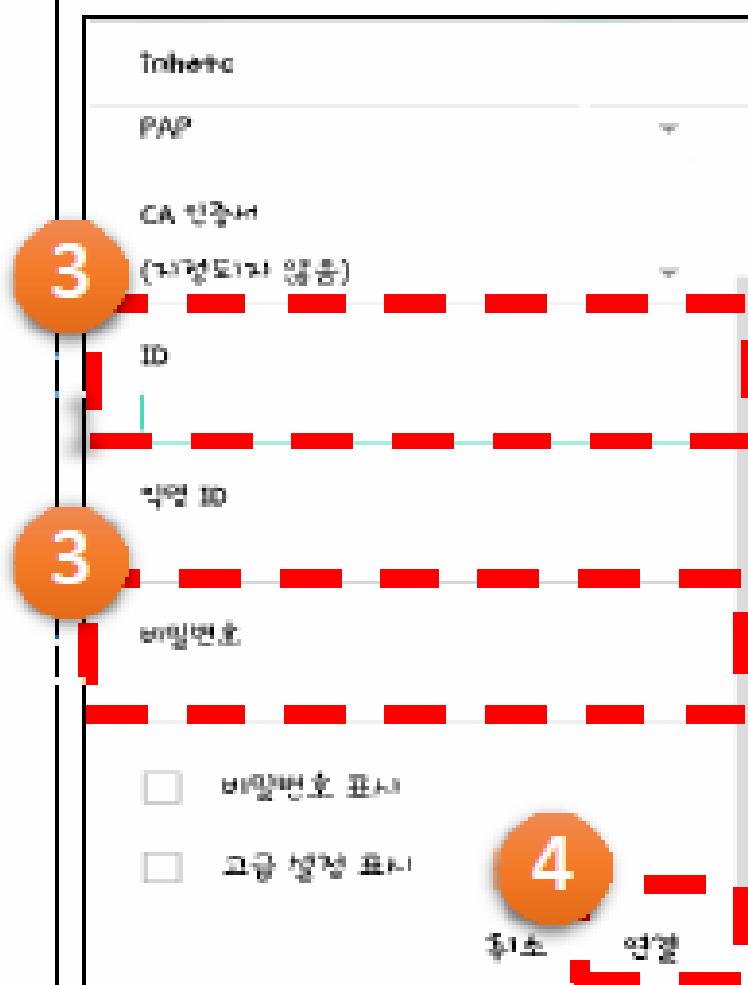 Inhatc
PAP
CA 인증서
3
(지정되지 않음)
ID
익명 ID
3
비밀번호
비밀번호 표시
고급 설정 표시
4
취소 연결